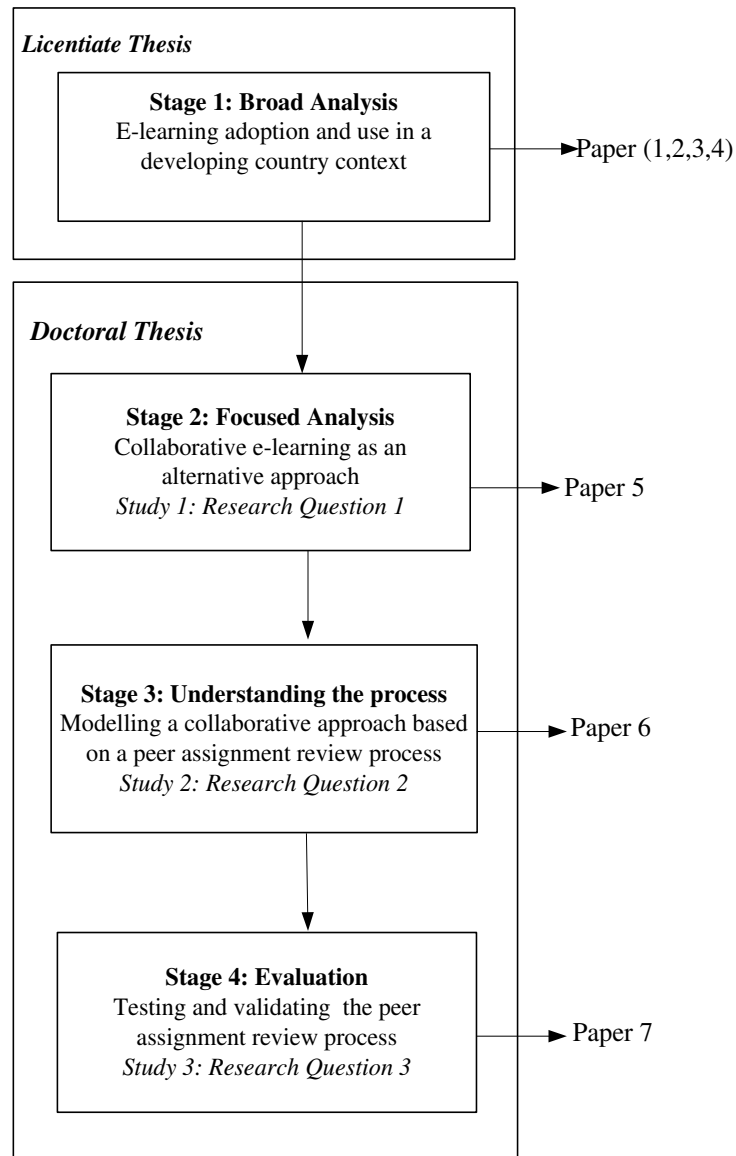 Licentiate Thesis
Stage 1: Broad Analysis
E-learning adoption and use in a
developing country context
Paper (1,2,3,4)
Doctoral Thesis
Stage 2: Focused Analysis
Collaborative e-learning as an
alternative approach
Study 1: Research Question 1
Paper 5
Stage 3: Understanding the process
Modelling a collaborative approach based
on a peer assignment review process
Study 2: Research Question 2
Paper 6
Stage 4: Evaluation
Testing and validating the peer
assignment review process
Study 3: Research Question 3
Paper 7